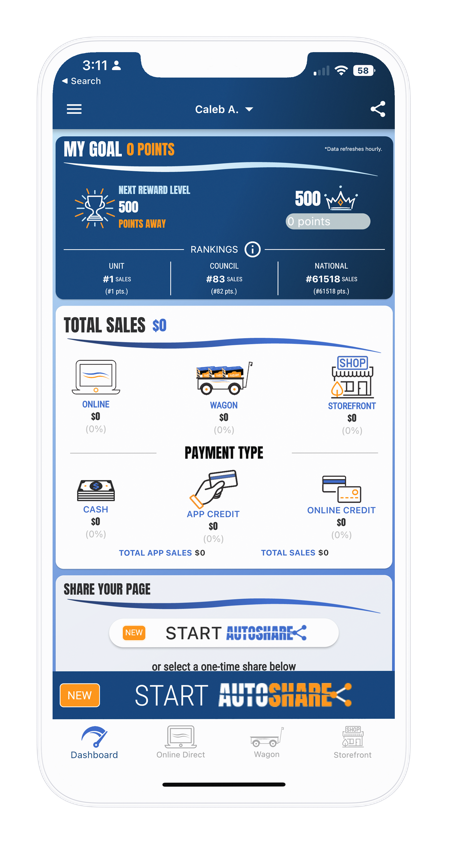 3:11
58
◀ Search
Caleb A.
MY GOAL 0 POINTS
*Data refreshes hourly.
NEXT REWARD LEVEL
500
POINTS AWAY
500
0 points
RANKINGS
UNIT
#1 SALES
(#1 pts.)
COUNCIL
#83 SALES
(#82 pts.)
NATIONAL
#61518 SALES
(#61518 pts.)
TOTAL SALES $0
ONLINE
$0
(0%)
WAGON
$0
(0%)
SHOP
STOREFRONT
$0
(0%)
PAYMENT TYPE
CASH
$0
(0%)
APP CREDIT
$0
(0%)
ONLINE CREDIT
$0
(0%)
TOTAL APP SALES $0
TOTAL SALES $0
SHARE YOUR PAGE
NEW START AUTOSHARE
or select a one-time share below
NEW START AUTOSHARE
Dashboard
Online Direct
Wagon
SHOP
Storefront